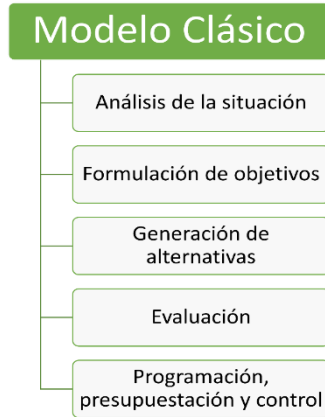 Modelo Clásico
Análisis de la situación
Formulación de objetivos
Generación de
alternativas
Evaluación
Programación,
presupuestación y control